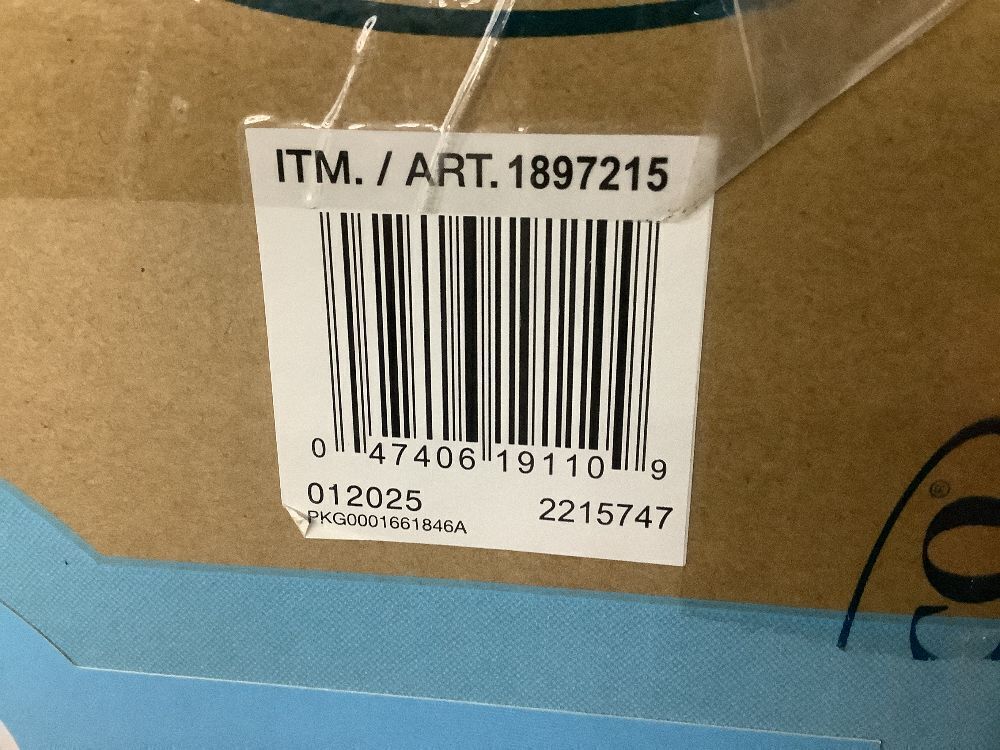 ITM. / ART. 1897215
0 47406 19110 9
012025 2215747
PKG0001661846A
®